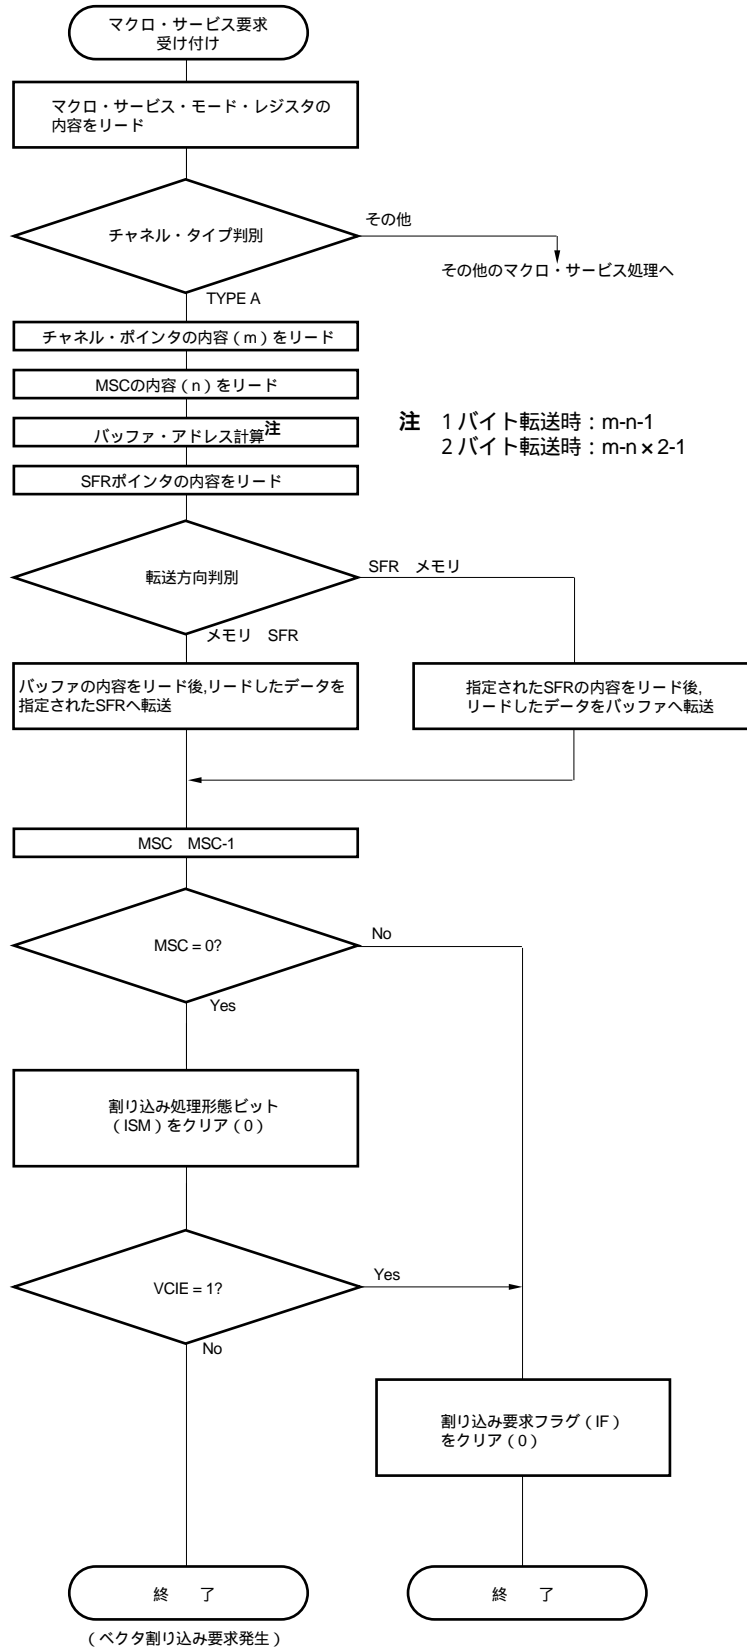 マクロ・サービス要求
受け付け
マクロ・サービス・モード・レジスタの
内容をリード
チャネル・タイプ判別
その他
その他のマクロ・サービス処理へ
TYPE A
チャネル・ポインタの内容（m）をリード
MSCの内容（n）をリード
バッファ・アドレス計算注
注　1バイト転送時：m-n-1
2バイト転送時：m-n×2-1
SFRポインタの内容をリード
転送方向判別
SFR　メモリ
メモリ　SFR
バッファの内容をリード後,リードしたデータを
指定されたSFRへ転送
指定されたSFRの内容をリード後,
リードしたデータをバッファへ転送
MSC　MSC-1
MSC = 0?
No
Yes
割り込み処理形態ビット
（ISM）をクリア（0）
VCIE = 1?
Yes
No
割り込み要求フラグ（IF）
をクリア（0）
終　了
終　了
（ベクタ割り込み要求発生）